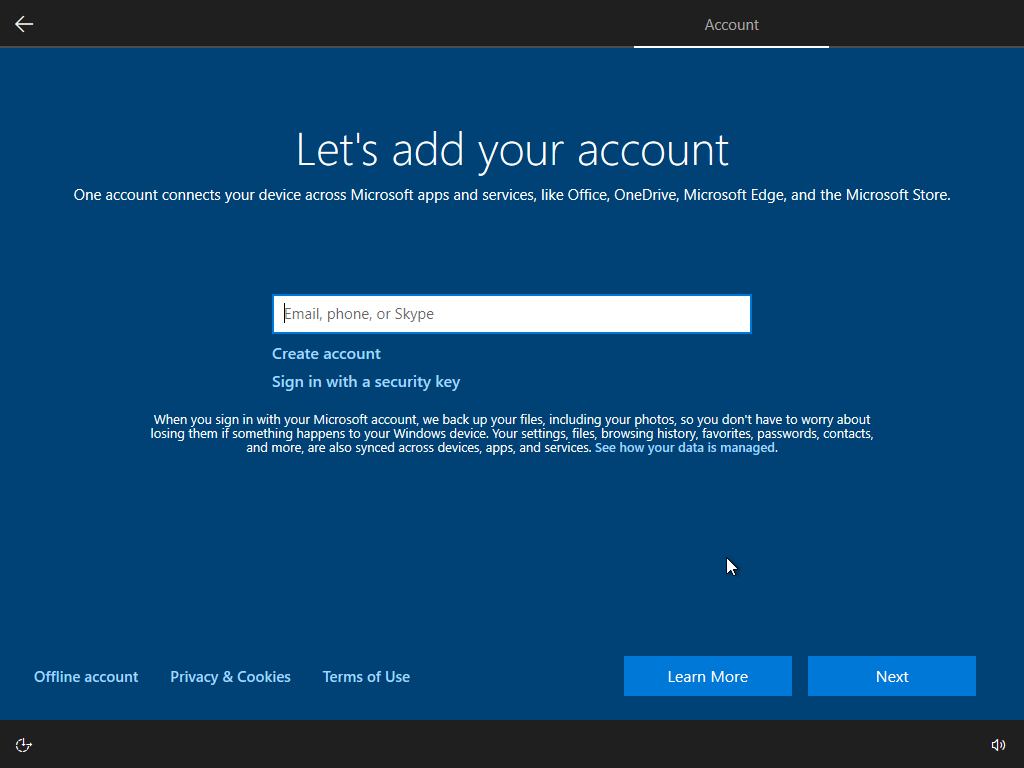 Account
Let's add your account
One account connects your device across Microsoft apps and services, like Office, OneDrive, Microsoft Edge, and the Microsoft Store.
Email, phone, or Skype
Create account
Sign in with a security key
When you sign in with your Microsoft account, we back up your files, including your photos, so you don't have to worry about
losing them if something happens to your Windows device. Your settings, files, browsing history, favorites, passwords, contacts,
and more, are also synced across devices, apps, and services. See how your data is managed.
Offline account Privacy & Cookies Terms of Use Learn More Next